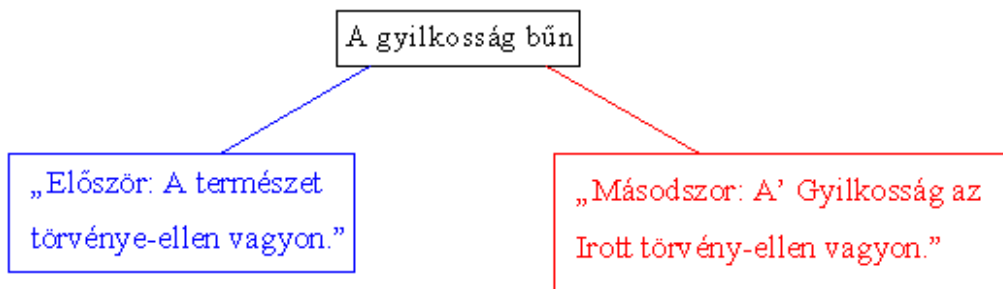 A gyilkosság bűn
„Először: A természet
törvénye-ellen vagyon.”
„Másodszor: A’ Gyilkosság az
Irott törvény-ellen vagyon.”